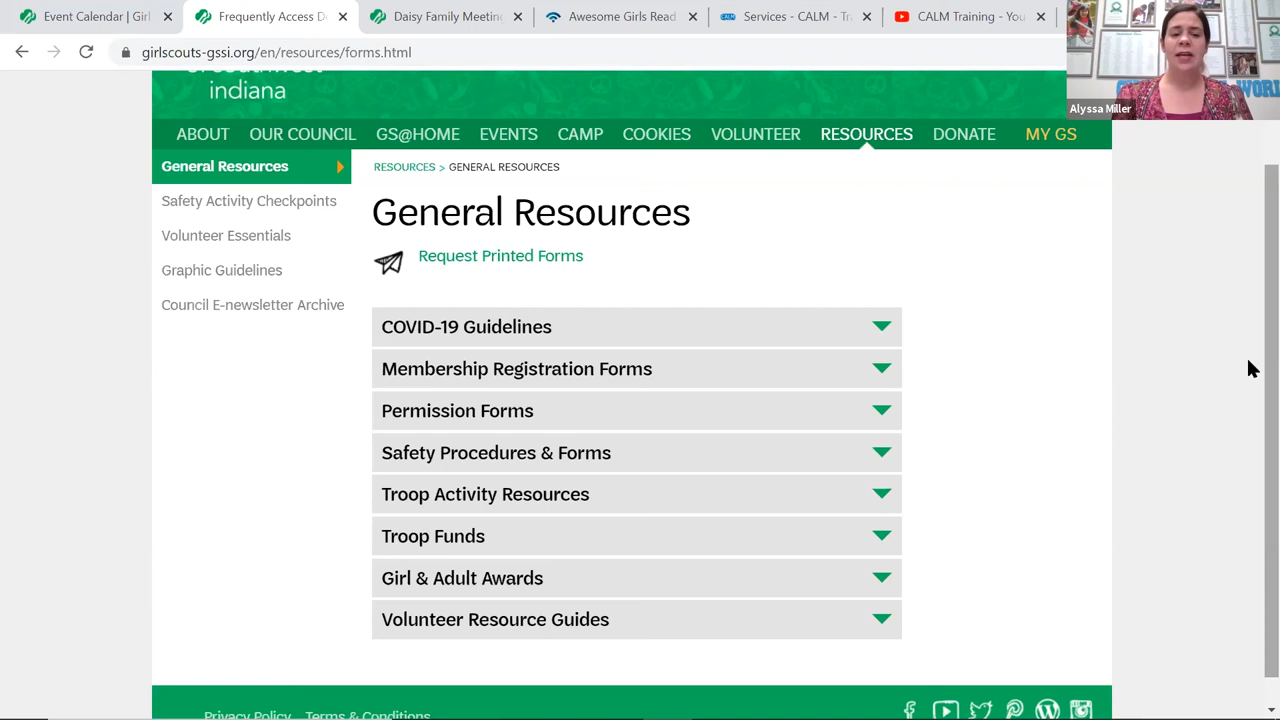 Event Calendar | Girl
Frequently Access D
Daisy Family Meeting
Awesome Girls Read
Services - CALM -
CALM Training - You
girlscouts-gssi.org/en/resources/forms.html
Alyssa Miller
of southwest
indiana
ABOUT OUR COUNCIL GS@HOME EVENTS CAMP COOKIES VOLUNTEER RESOURCES DONATE MY GS
General Resources
Safety Activity Checkpoints
Volunteer Essentials
Graphic Guidelines
Council E-newsletter Archive
RESOURCES > GENERAL RESOURCES
General Resources
Request Printed Forms
COVID-19 Guidelines
Membership Registration Forms
Permission Forms
Safety Procedures & Forms
Troop Activity Resources
Troop Funds
Girl & Adult Awards
Volunteer Resource Guides
Privacy Policy Terms & Conditions